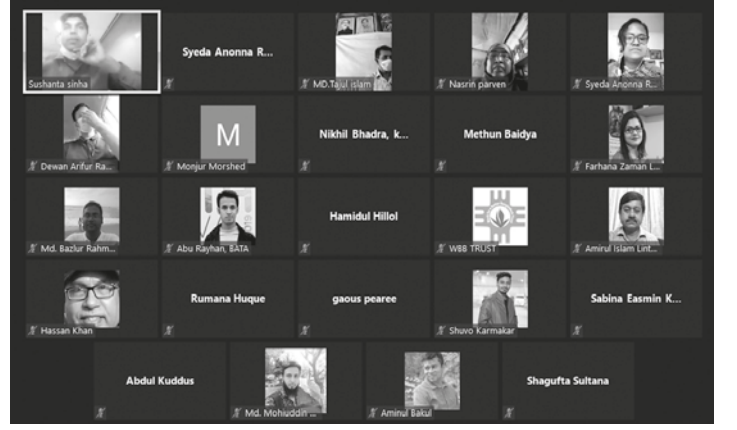 Sushanta sinha
Syeda Anonna R...
MD.Tajul islam
Nasrin parven
Syeda Anonna R...
Dewan Arifur Ra...
M
Monjur Morshed
Nikhil Bhadra, k...
Methun Baidya
Farhana Zaman L...
Md. Bazlur Rahm...
Abu Rayhan, BATA
Hamidul Hillol
WBB TRUST
Amirul Islam Lint...
Hassan Khan
Rumana Huque
gaous pearee
Shuvo Karmakar
Sabina Easmin K...
Abdul Kuddus
Md. Mohiuddin ...
Aminul Bakul
Shagufta Sultana